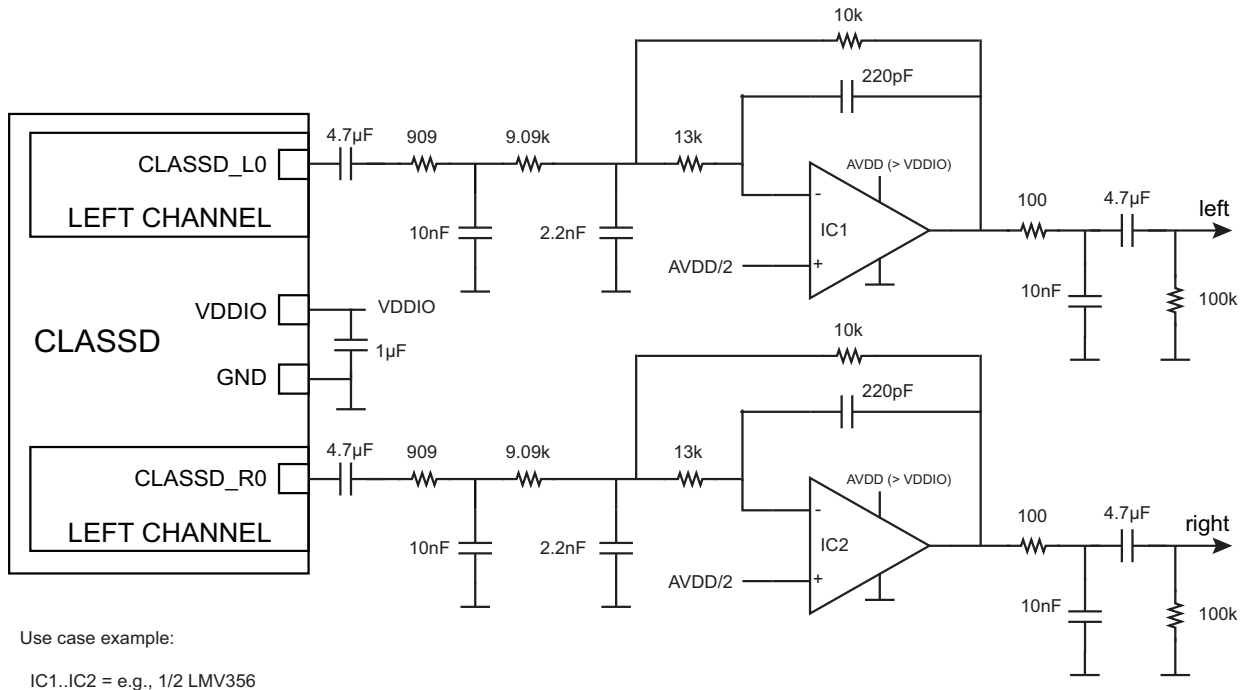 10k
220pF
4.7µF
909
9.09k
13k
CLASSD_L0
LEFT CHANNEL
AVDD (> VDDIO)
-
IC1
+
10nF
2.2nF
AVDD/2
100
4.7µF
left
10nF
100k
VDDIO
VDDIO
CLASSD
1µF
GND
10k
220pF
4.7µF
909
9.09k
13k
CLASSD_R0
LEFT CHANNEL
AVDD (> VDDIO)
-
IC2
+
10nF
2.2nF
AVDD/2
100
4.7µF
right
10nF
100k
Use case example:
IC1..IC2 = e.g., 1/2 LMV356